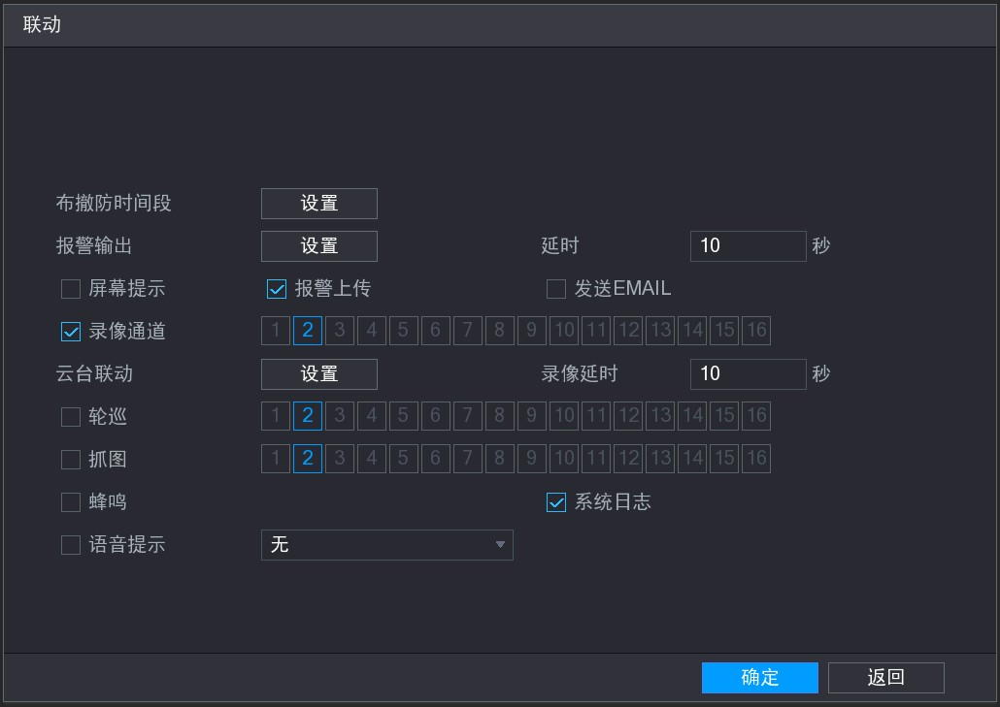 联动
布撤防时间段 设置
报警输出 设置 延时 10 秒
屏幕提示 报警上传 发送EMAIL
录像通道 1 2 3 4 5 6 7 8 9 10 11 12 13 14 15 16
云台联动 设置 录像延时 10 秒
轮巡 1 2 3 4 5 6 7 8 9 10 11 12 13 14 15 16
抓图 1 2 3 4 5 6 7 8 9 10 11 12 13 14 15 16
蜂鸣 系统日志
语音提示 无
确定 返回